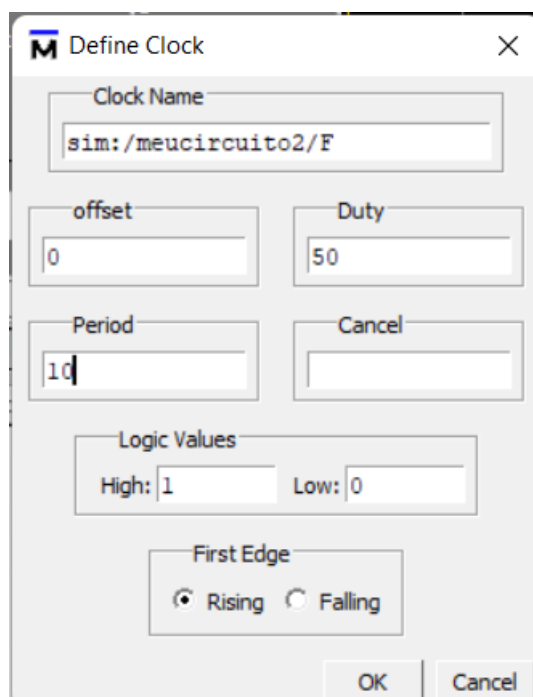 Define Clock
Clock Name
sim:/meucircuito2/F
offset
Duty
0
50
Period
Cancel
10
Logic Values
High: 1 Low: 0
First Edge
Rising Falling
OK Cancel